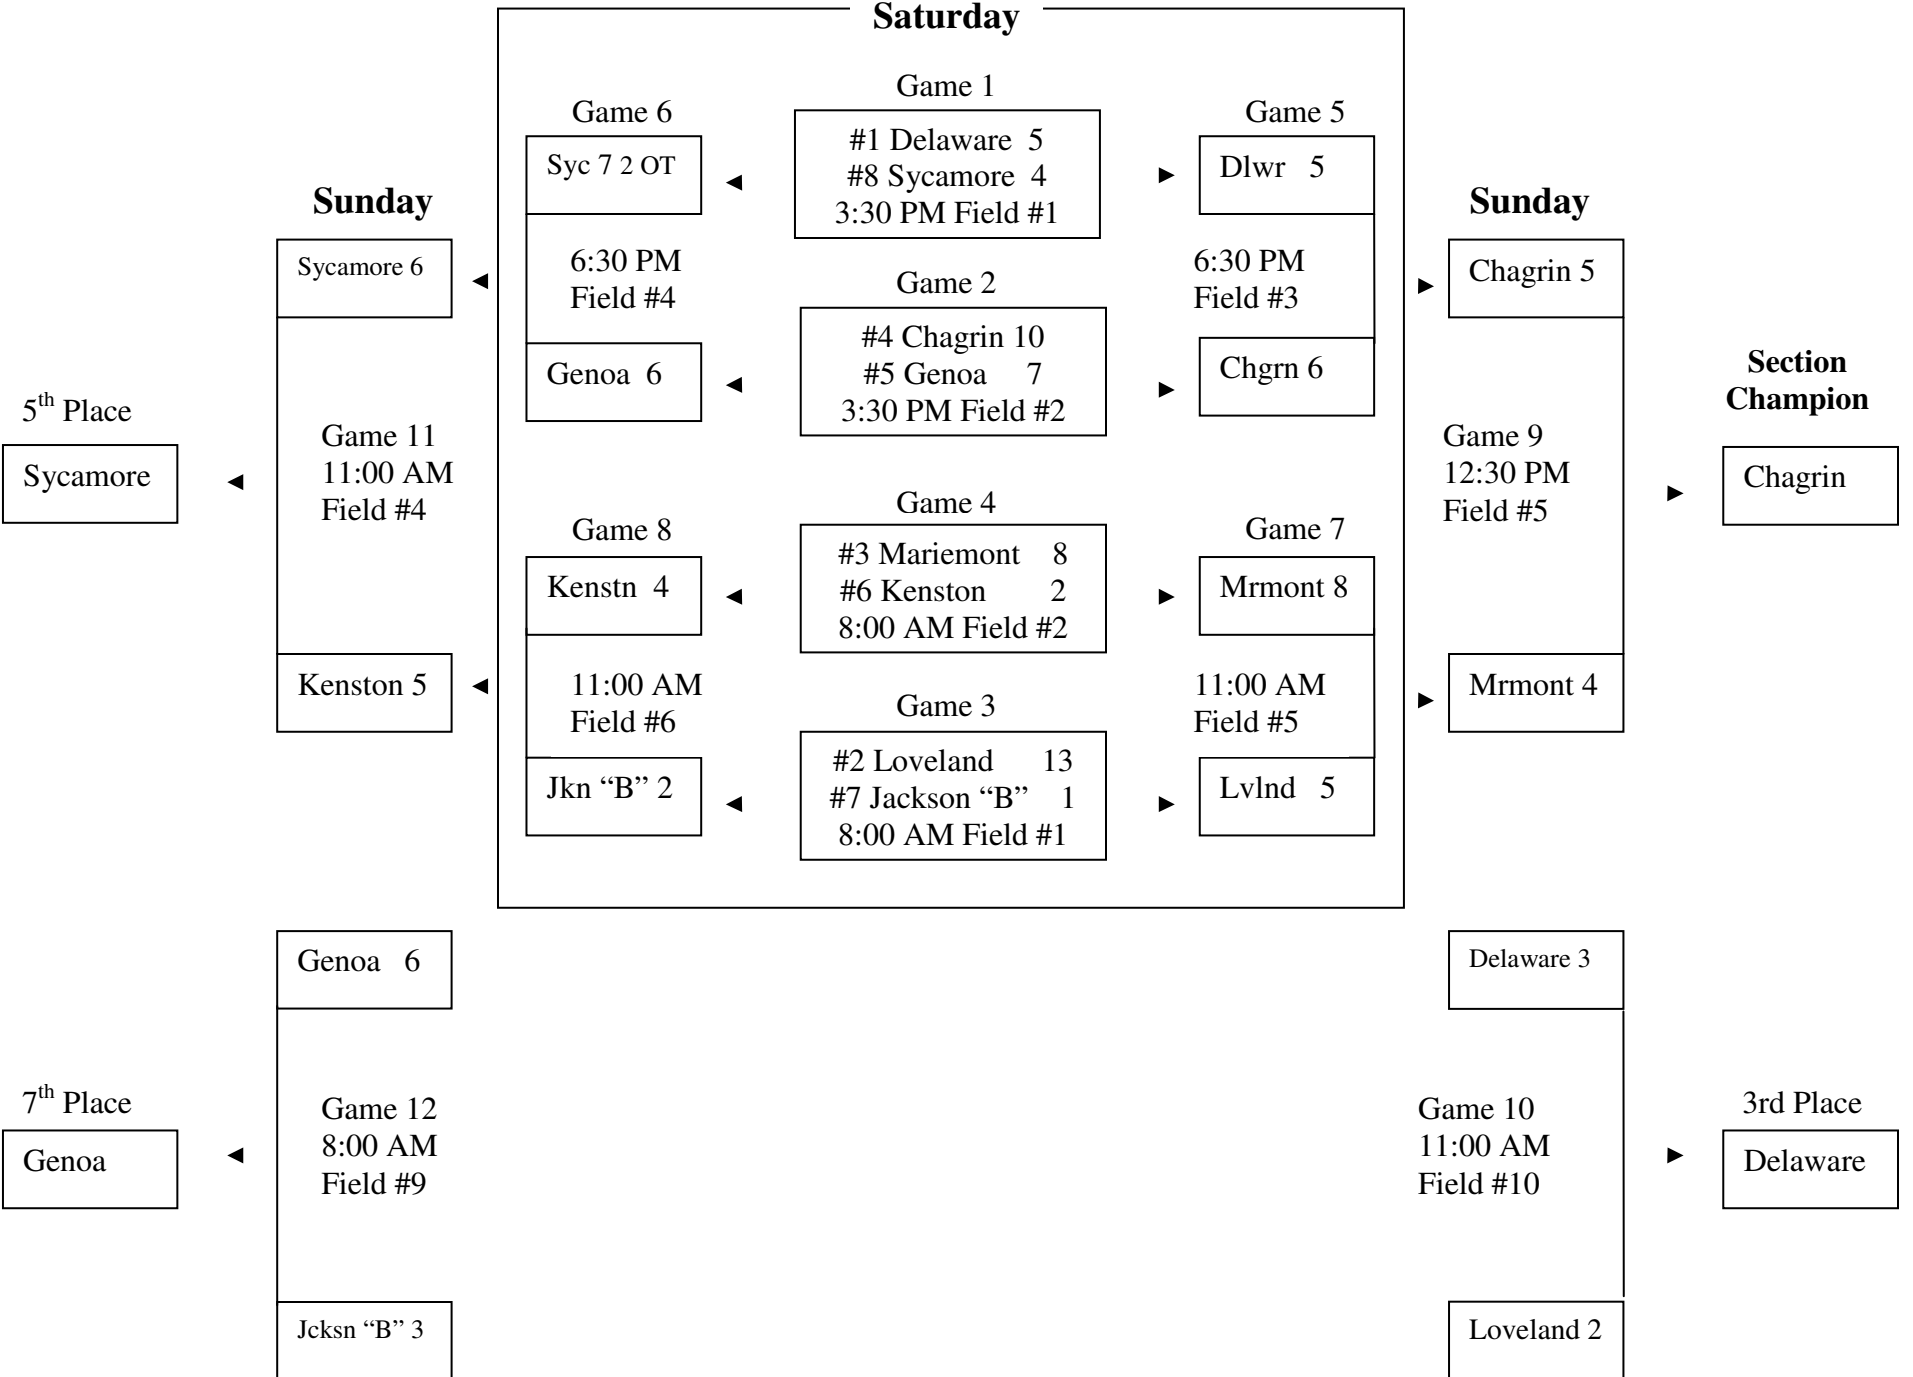 Saturday
Game 1
Game 6
Game 5
#1 Delaware 5
#8 Sycamore 4
3:30 PM Field #1
Syc 7 2 OT
Dlwr 5
Sunday
Sunday
Sycamore 6
6:30 PM
Field #4
6:30 PM
Field #3
Chagrin 5
Game 2
#4 Chagrin 10
#5 Genoa 7
3:30 PM Field #2
Genoa 6
Chgrn 6
Section
Champion
5th Place
Sycamore
Game 11
11:00 AM
Field #4
Game 9
12:30 PM
Field #5
Chagrin
Game 4
Game 8
Game 7
#3 Mariemont 8
#6 Kenston 2
8:00 AM Field #2
Kenstn 4
Mrmont 8
Kenston 5
11:00 AM
Field #6
11:00 AM
Field #5
Mrmont 4
Game 3
#2 Loveland 13
#7 Jackson “B” 1
8:00 AM Field #1
Jkn “B” 2
Lvlnd 5
Genoa 6
Delaware 3
7th Place
Genoa
Game 12
8:00 AM
Field #9
Game 10
11:00 AM
Field #10
3rd Place
Delaware
Jcksn “B” 3
Loveland 2